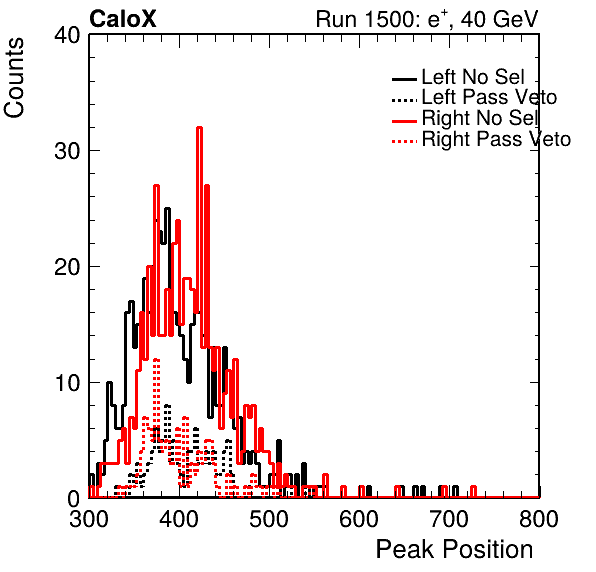 CaloX Run 1500: e+, 40 GeV
Counts
40
30
20
10
0
Left No Sel
Left Pass Veto
Right No Sel
Right Pass Veto
300 400 500 600 700 800
Peak Position